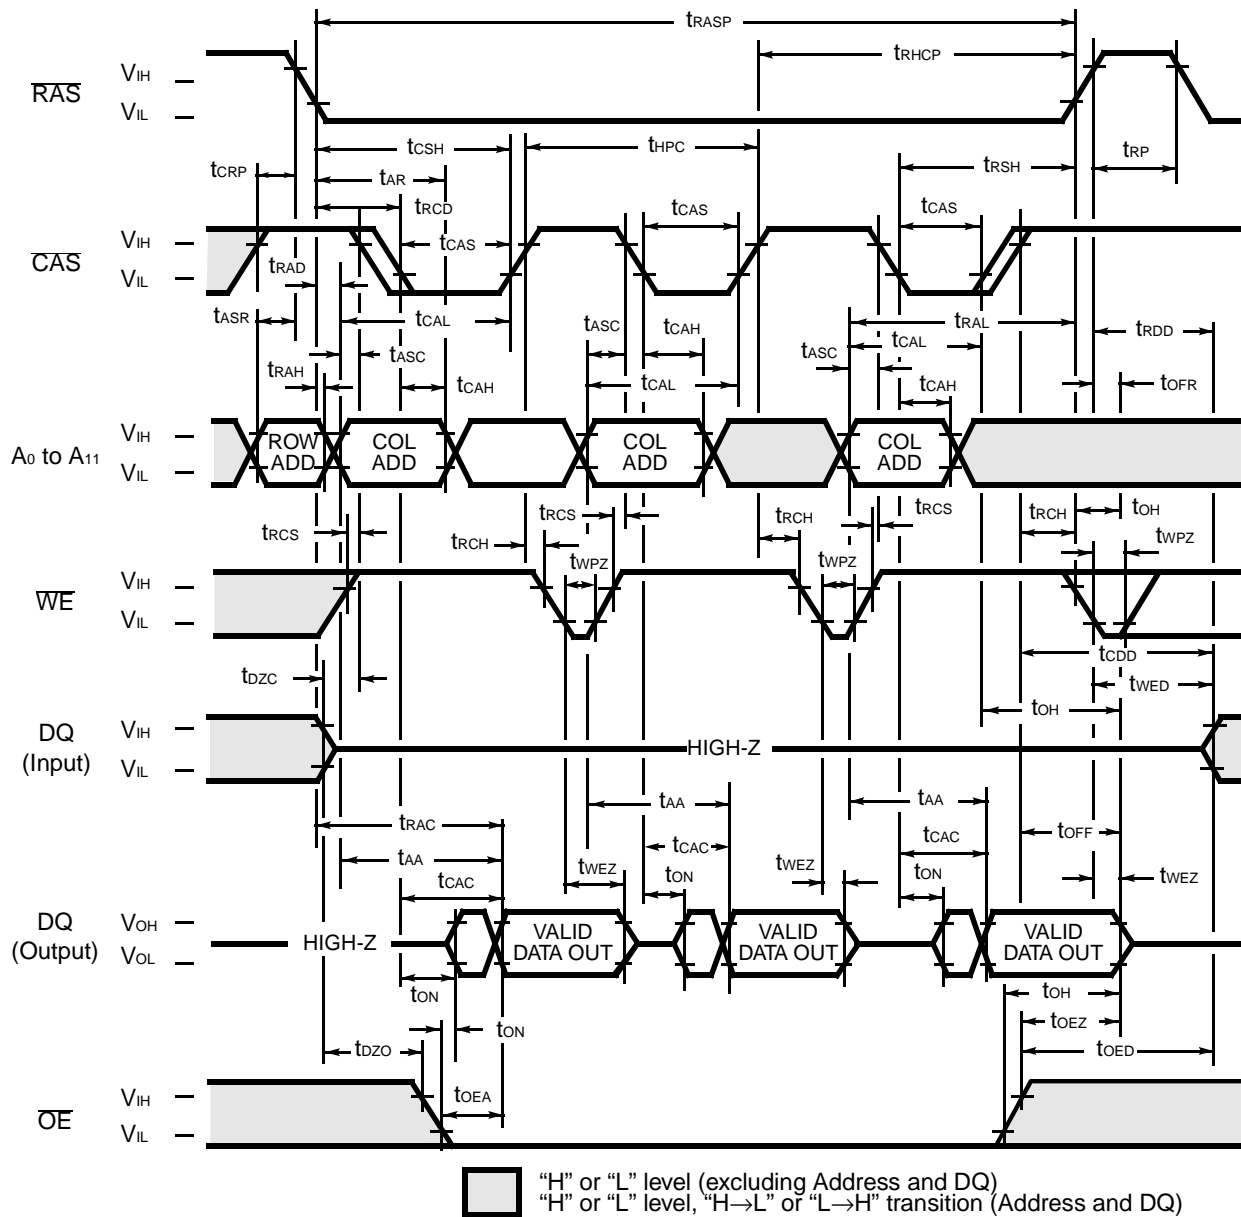 tRASP
tRHCP
RAS
VIH
VIL
tCSH
tHPC
tCRP
tAR
tRSH
tRP
tRCD
tCAS
tCAS
CAS
VIH
tCAS
VIL
tRAD
tASR
tCAL
tASC
tCAH
tRAL
tRDD
tRAH
tASC
tCAH
tCAL
tASC
tCAL
tCAH
tOFR
A0 to A11
VIH
VIL
ROW
ADD
COL
ADD
COL
ADD
COL
ADD
tRCS
tRCH
tRCS
tWPZ
tRCH
tWPZ
tRCS
tRCH
tOH
tWPZ
WE
VIH
VIL
tDZC
tCDD
tWED
tOH
DQ
(Input)
VIH
VIL
HIGH-Z
tAA
tAA
tRAC
tAA
tCAC
tWEZ
tCAC
tON
tWEZ
tCAC
tON
tOFF
tWEZ
DQ
(Output)
VOH
VOL
HIGH-Z
VALID
DATA OUT
VALID
DATA OUT
VALID
DATA OUT
tON
tON
tOH
tOEZ
tDZO
tOED
tOEA
OE
VIH
VIL
“H” or “L” level (excluding Address and DQ)
“H” or “L” level, “H→L” or “L→H” transition (Address and DQ)